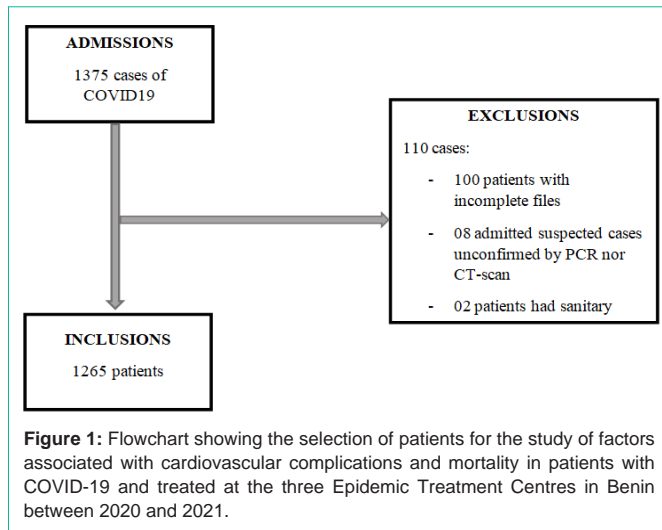 ADMISSIONS
1375 cases of
COVID19
EXCLUSIONS
110 cases:
- 100 patients with
incomplete files
- 08 admitted suspected cases
unconfirmed by PCR nor
CT-scan
- 02 patients had sanitary
INCLUSIONS
1265 patients
Figure 1: Flowchart showing the selection of patients for the study of factors
associated with cardiovascular complications and mortality in patients with
COVID-19 and treated at the three Epidemic Treatment Centres in Benin
between 2020 and 2021.